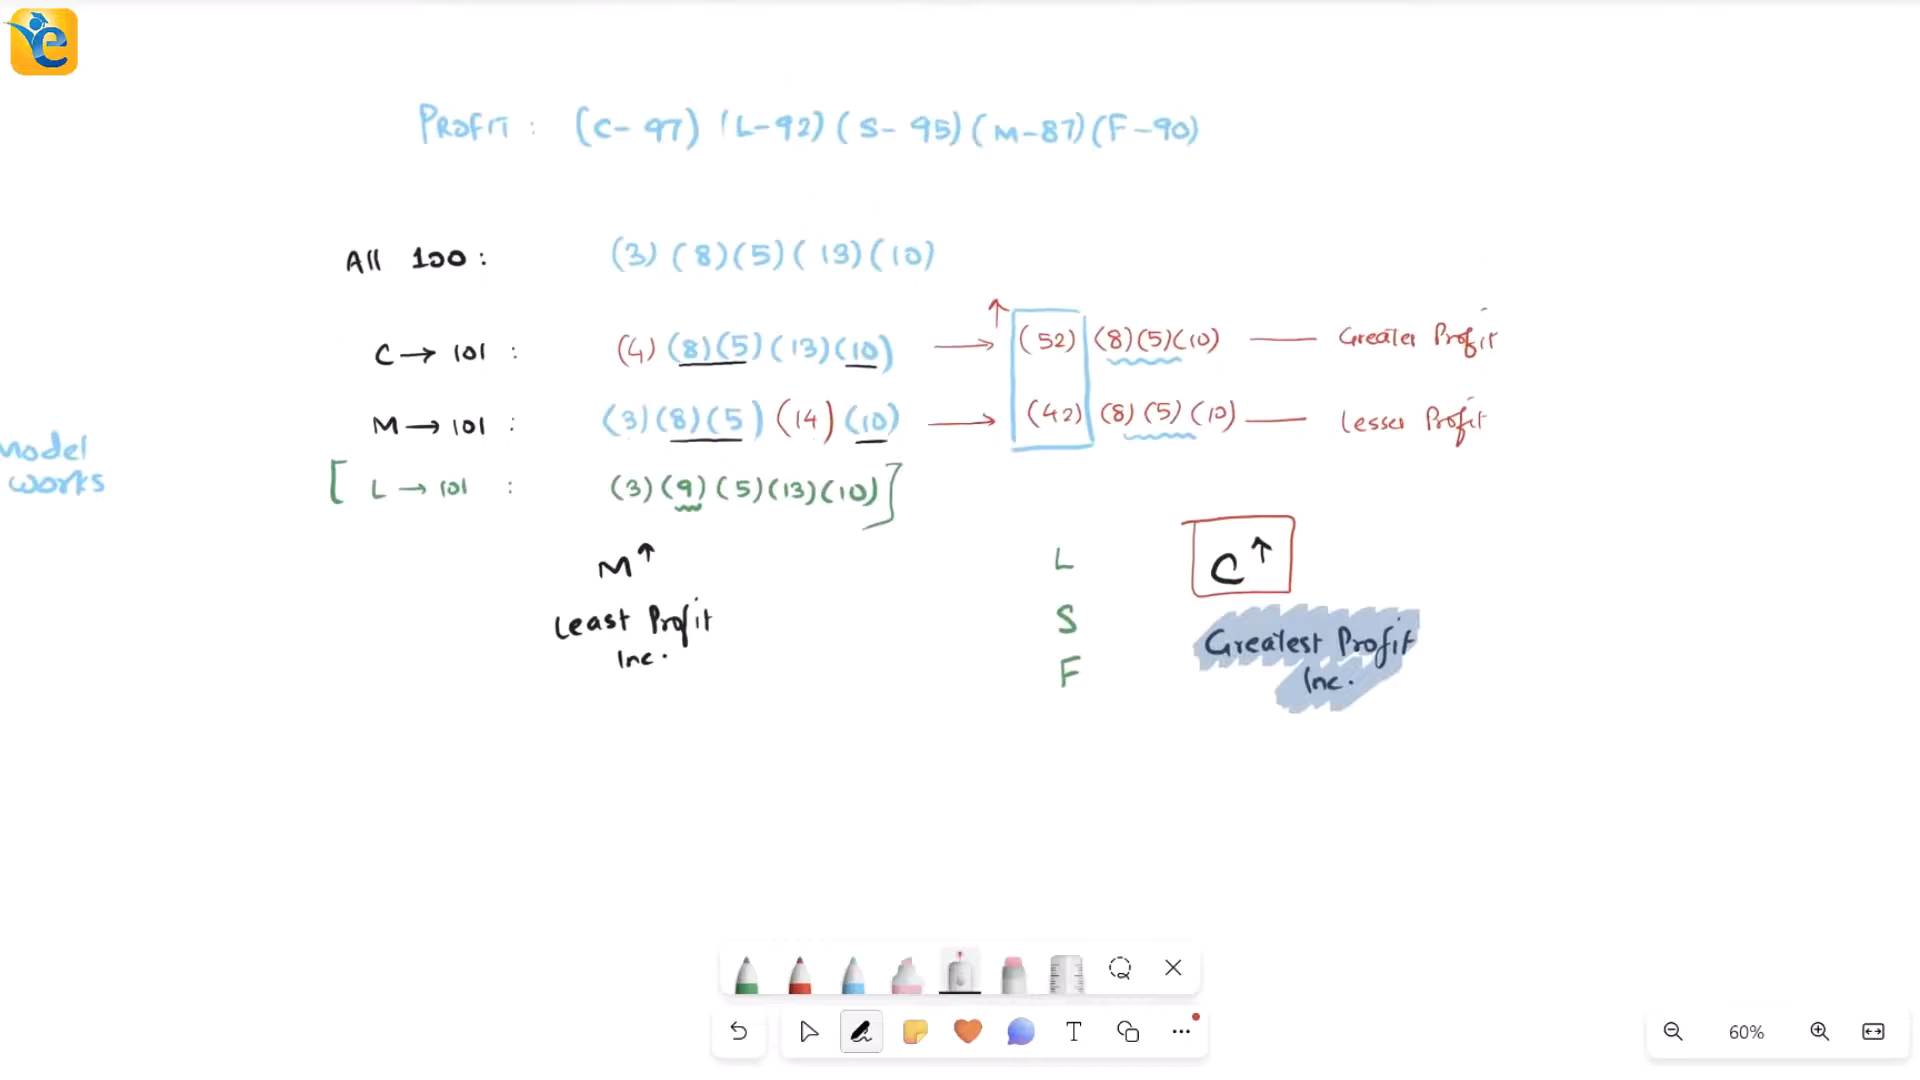 PROFIT : (C- 97) (L-92) (S- 95) (M-87) (F-90)
All 100 : (3) (8) (5) (13) (10)
C → 101 : (4) (8) (5) (13) (10) → ↑ (52) (8) (5) (10) — Greater Profit
M → 101 : (3) (8) (5) (14) (10) → (42) (8) (5) (10) — Lesser Profit
model
works
[ L → 101 : (3) (9) (5) (13) (10) ]
M↑
Least Profit
Inc.
L
S
F
C↑
Greatest Profit
Inc.
60%